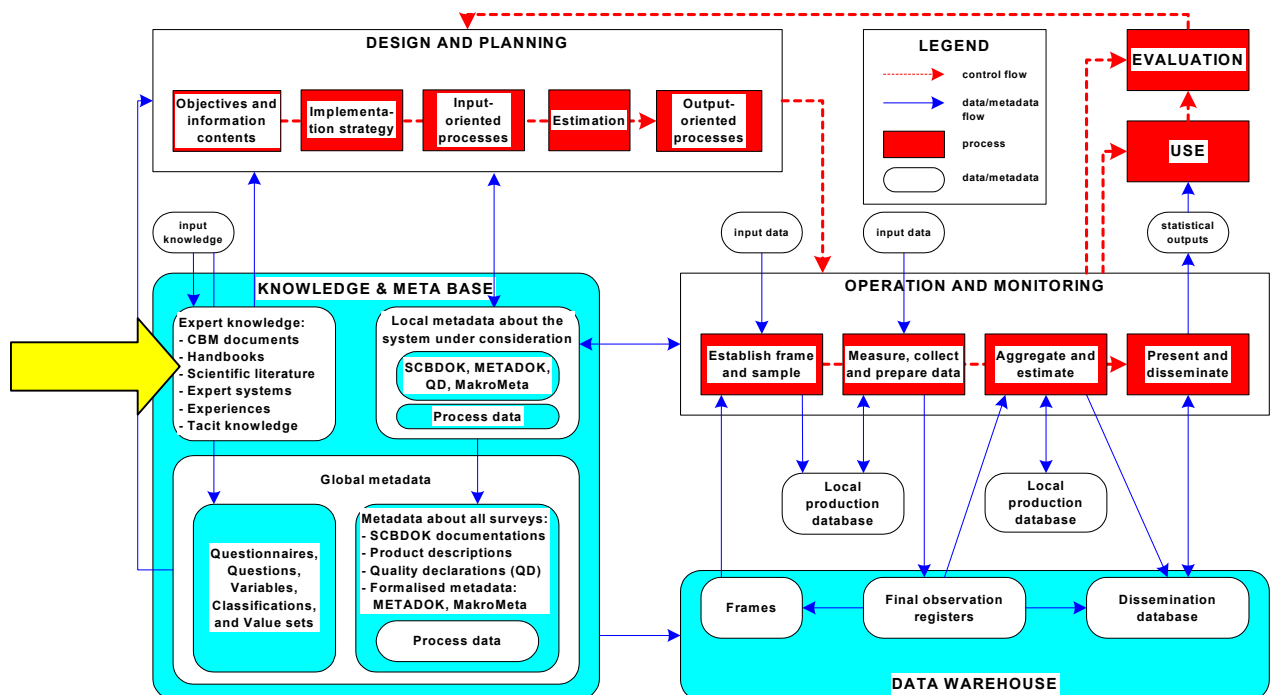 DESIGN AND PLANNING
Objectives and
information
contents
Implementa-
tion strategy
Input-
oriented
processes
Estimation
Output-
oriented
processes
LEGEND
control flow
data/metadata
flow
process
data/metadata
EVALUATION
USE
input
knowledge
input data
input data
statistical
outputs
KNOWLEDGE & META BASE
Expert knowledge:
- CBM documents
- Handbooks
- Scientific literature
- Expert systems
- Experiences
- Tacit knowledge
Local metadata about the
system under consideration
SCBDOK, METADOK,
QD, MakroMeta
Process data
Global metadata
Questionnaires,
Questions,
Variables,
Classifications,
and Value sets
Metadata about all surveys:
- SCBDOK documentations
- Product descriptions
- Quality declarations (QD)
- Formalised metadata:
METADOK, MakroMeta
Process data
OPERATION AND MONITORING
Establish frame
and sample
Measure, collect
and prepare data
Aggregate and
estimate
Present and
disseminate
Local
production
database
Local
production
database
Frames
Final observation
registers
Dissemination
database
DATA WAREHOUSE